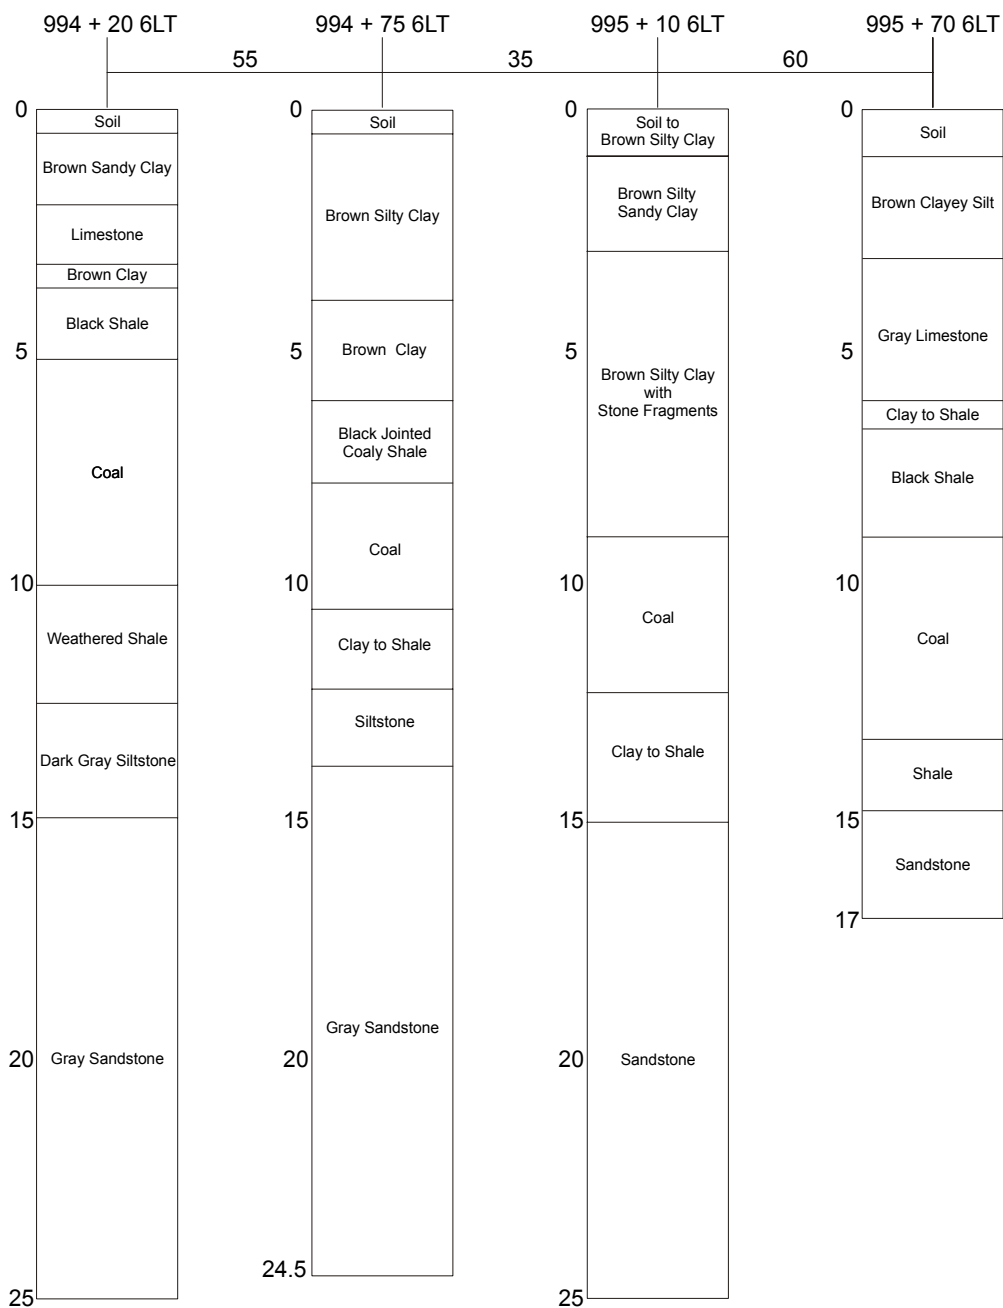 994 + 20 6LT
994 + 75 6LT
995 + 10 6LT
995 + 70 6LT
55
35
60
0
Soil
Brown Sandy Clay
Limestone
Brown Clay
Black Shale
5
Coal
10
Weathered Shale
Dark Gray Siltstone
15
Gray Sandstone
20
25
0
Soil
Brown Silty Clay
5
Brown Clay
Black Jointed
Coaly Shale
Coal
10
Clay to Shale
Siltstone
15
Gray Sandstone
20
24.5
0
Soil to
Brown Silty Clay
Brown Silty
Sandy Clay
5
Brown Silty Clay
with
Stone Fragments
10
Coal
Clay to Shale
15
Sandstone
20
25
0
Soil
Brown Clayey Silt
Gray Limestone
5
Clay to Shale
Black Shale
10
Coal
Shale
15
Sandstone
17